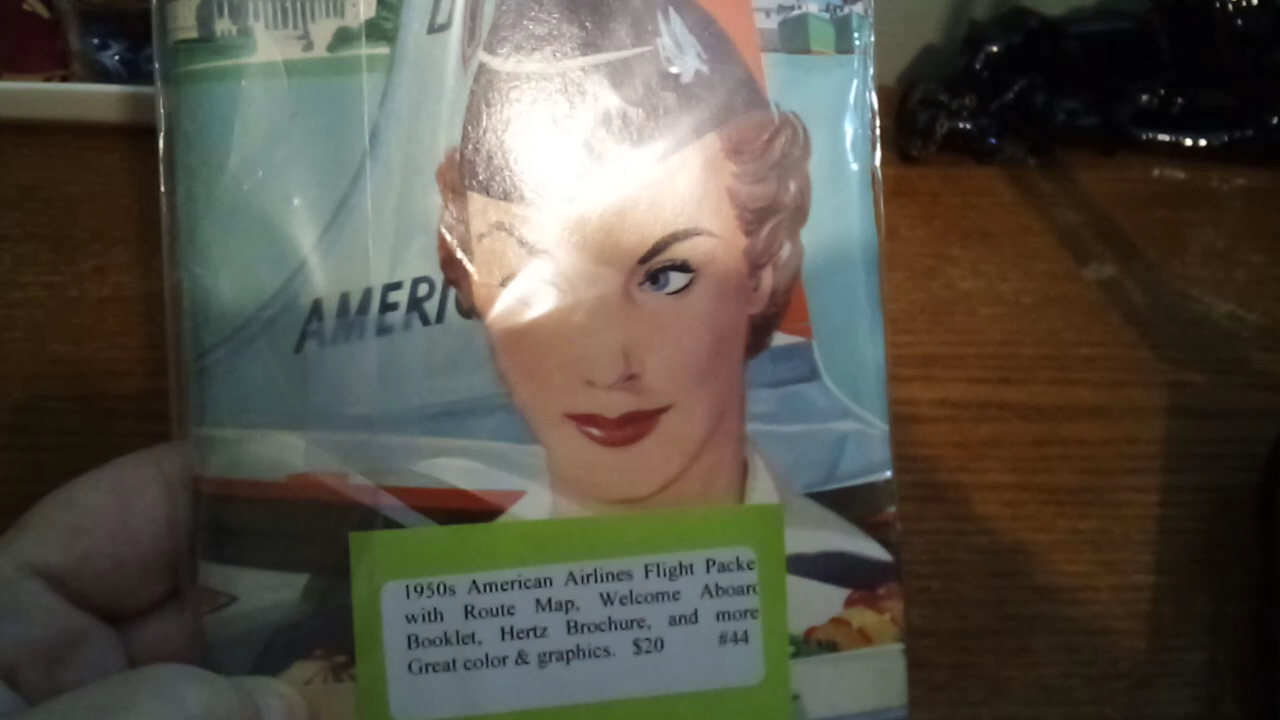 AMERIC
1950s American Airlines Flight Packe
with Route Map, Welcome Aboard
Booklet, Hertz Brochure, and more
Great color & graphics. $20 #44